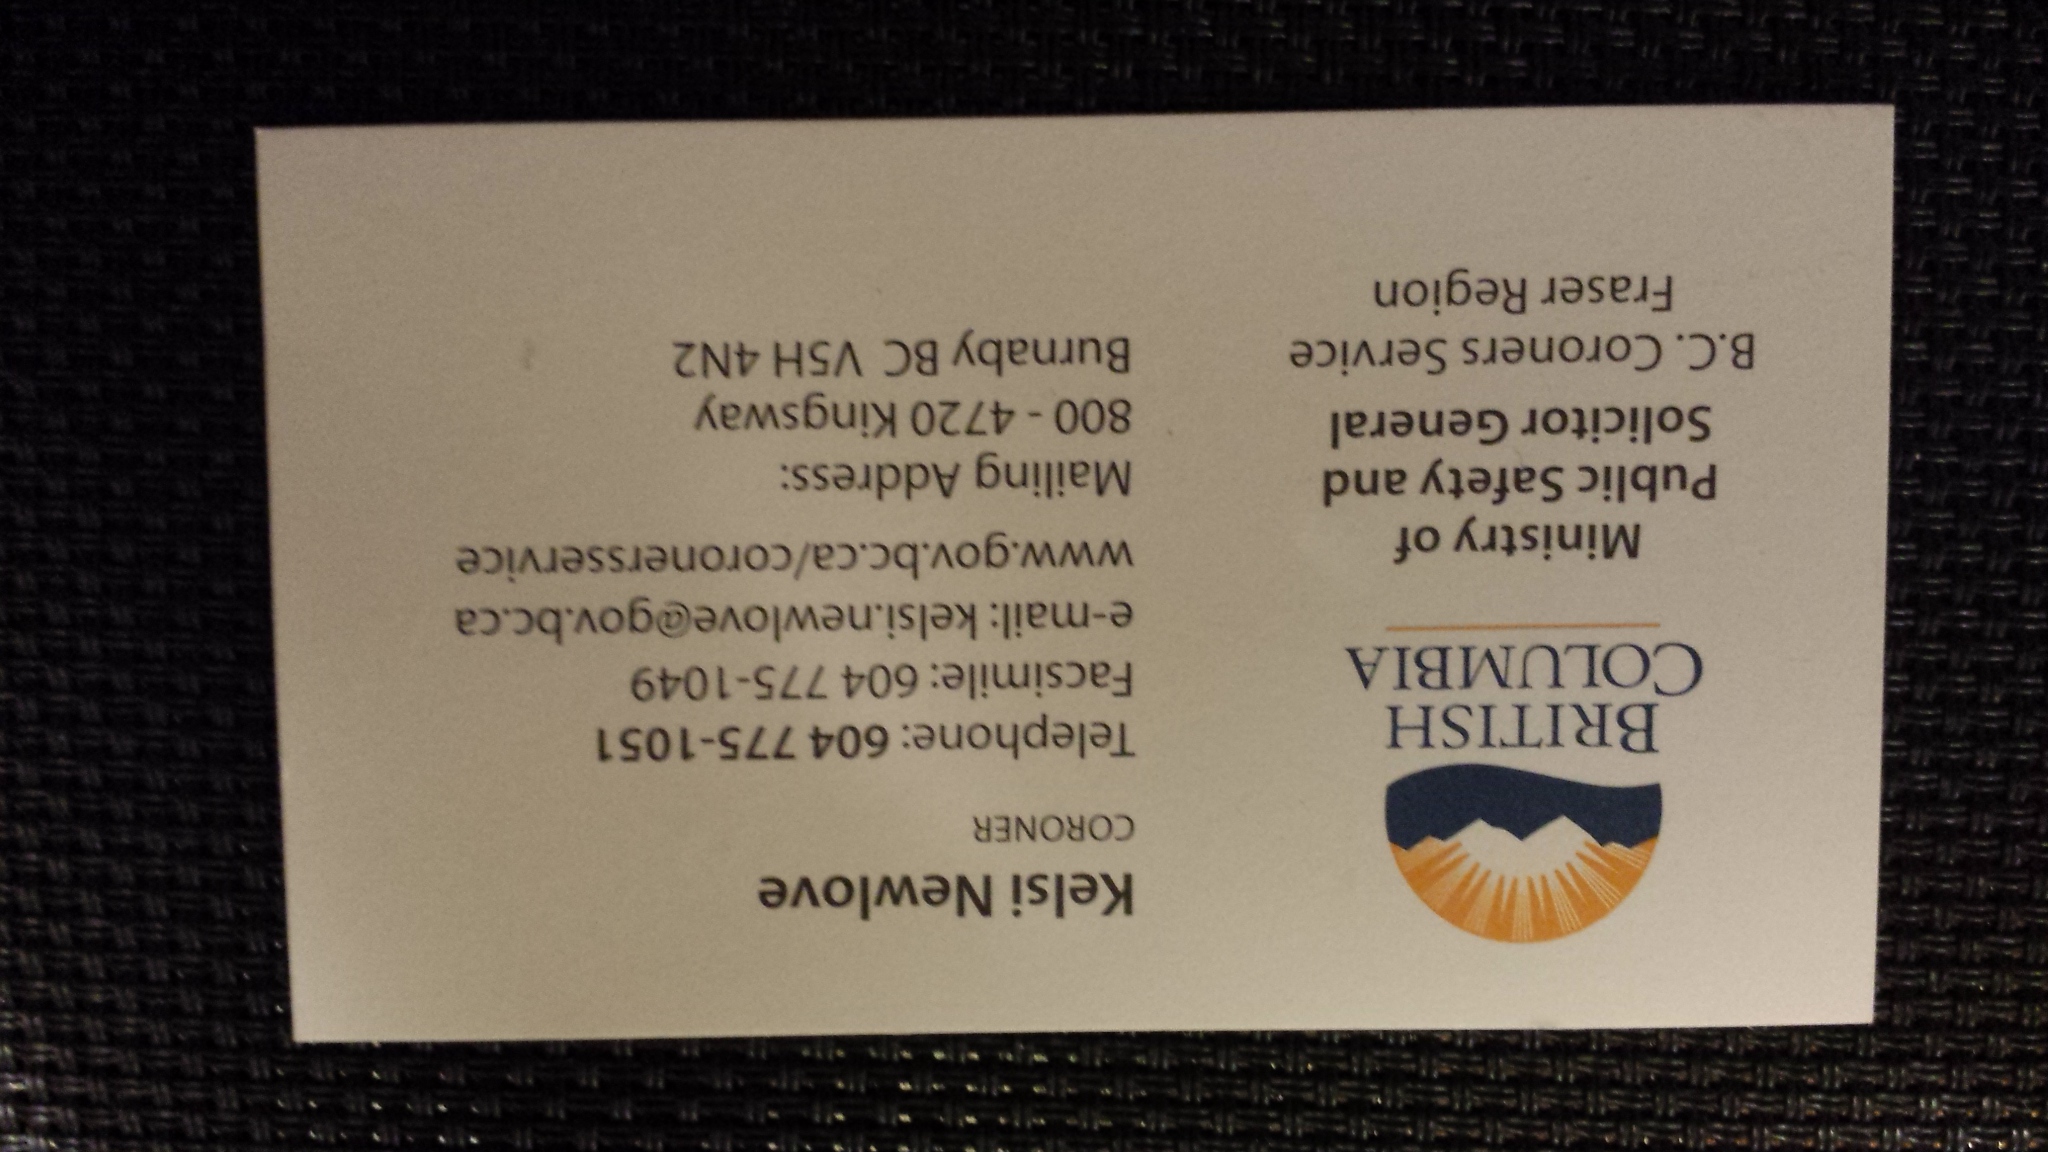 BRITISH
COLUMBIA
Ministry of
Public Safety and
Solicitor General
B.C. Coroners Service
Fraser Region
Kelsi Newlove
CORONER
Telephone: 604 775-1051
Facsimile: 604 775-1049
e-mail: kelsi.newlove@gov.bc.ca
www.gov.bc.ca/coronersservice
Mailing Address:
800 - 4720 Kingsway
Burnaby BC  V5H 4N2